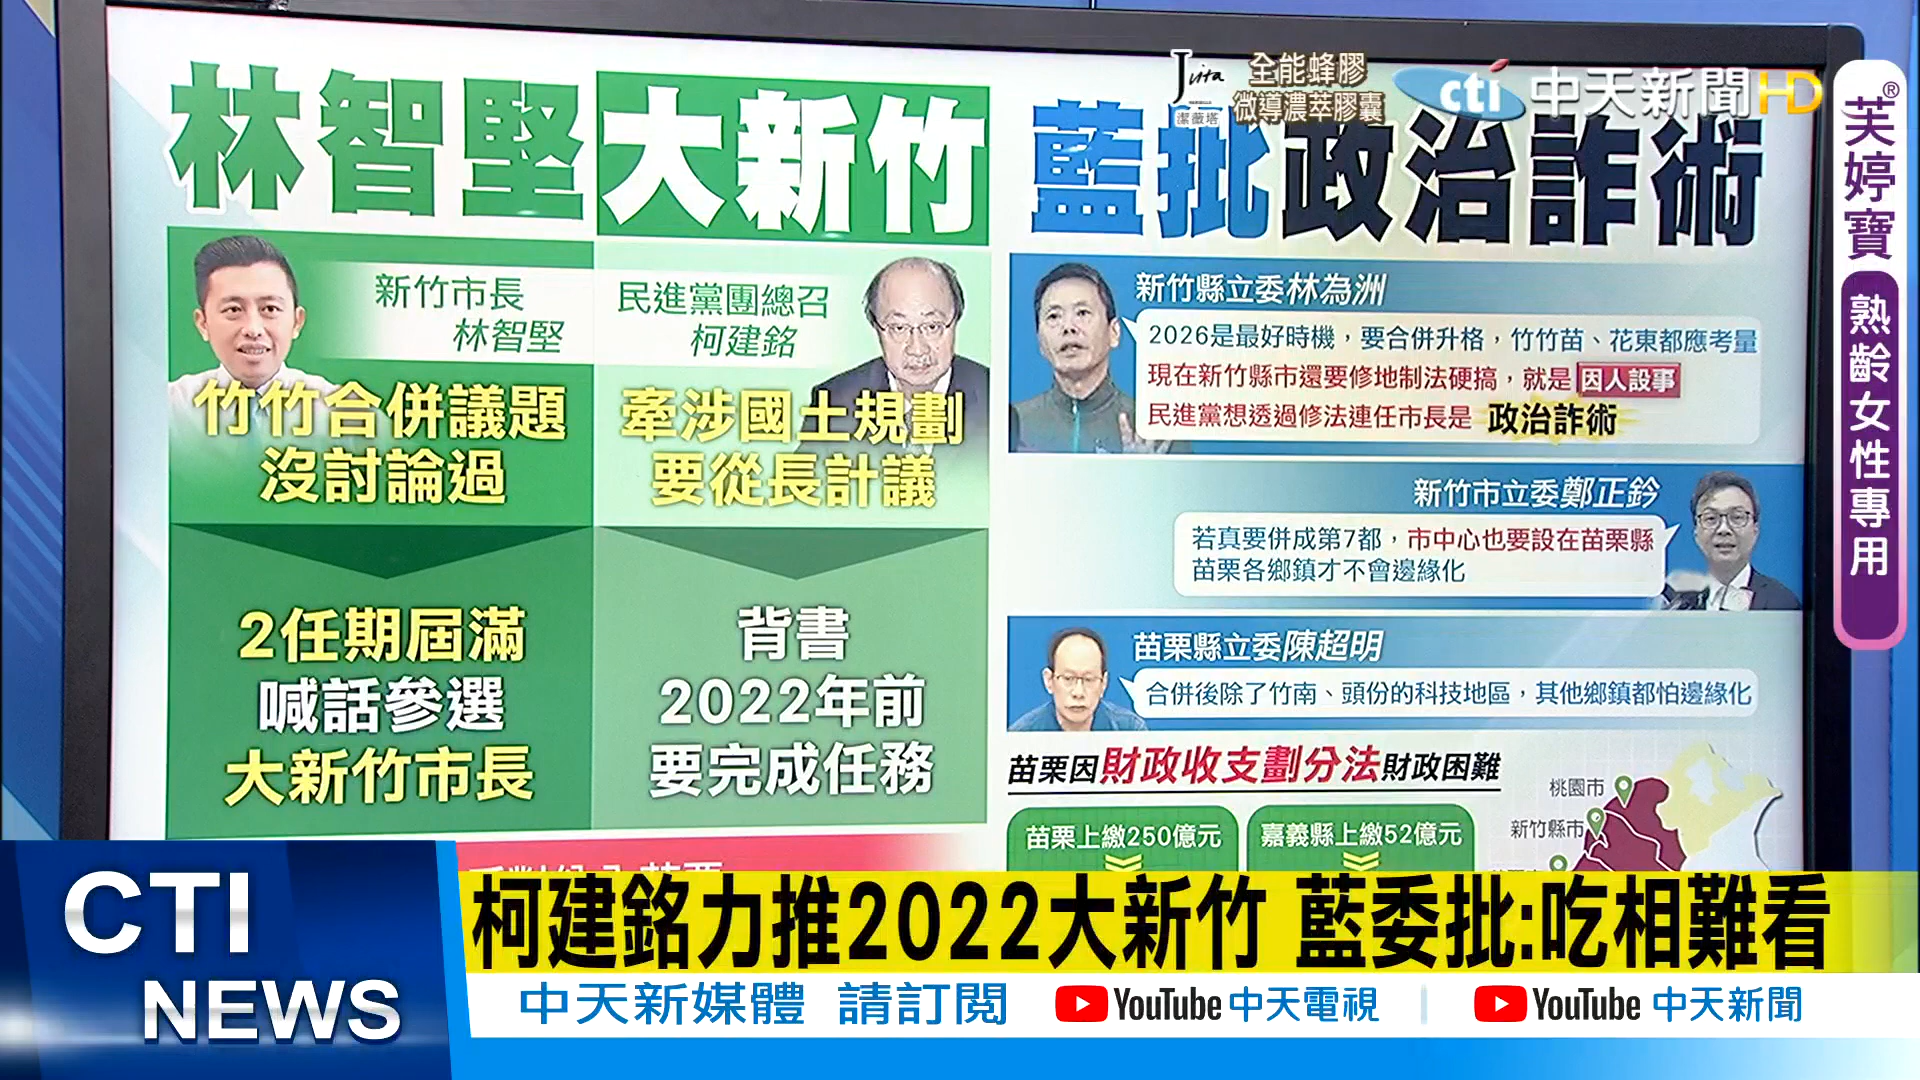 林智堅大新竹
新竹市長
林智堅
竹竹合併議題
沒討論過
2任期屆滿
喊話參選
大新竹市長
民進黨團總召
柯建銘
牽涉國土規劃
要從長計議
背書
2022年前
要完成任務
藍批政治詐術
新竹縣立委林為洲
2026是最好時機，要合併升格，竹竹苗、花東都應考量
現在新竹縣市還要修地制法硬搞，就是 因人設事
民進黨想透過修法連任市長是 政治詐術
新竹市立委鄭正鈐
若真要併成第7都，市中心也要設在苗栗縣
苗栗各鄉鎮才不會邊緣化
苗栗縣立委陳超明
合併後除了竹南、頭份的科技地區，其他鄉鎮都怕邊緣化
苗栗因財政收支劃分法財政困難
苗栗上繳250億元
嘉義縣上繳52億元
桃園市
新竹縣市
Jvita
潔薇塔
全能蜂膠
微導濃萃膠囊
cti 中天新聞HD
芙婷寶®
熟齡女性專用
CTI
NEWS
柯建銘力推2022大新竹 藍委批:吃相難看
中天新媒體 請訂閱 YouTube 中天電視 YouTube 中天新聞